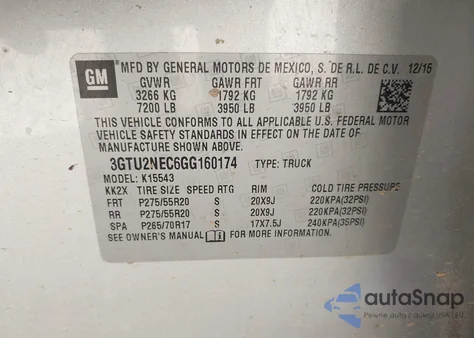 GM
MFD BY GENERAL MOTORS DE MEXICO, S. DE R.L. DE C.V. 12/15
GVWR GAWR FRT GAWR RR
3266 KG 1792 KG 1792 KG
7200 LB 3950 LB 3950 LB
THIS VEHICLE CONFORMS TO ALL APPLICABLE U.S. FEDERAL MOTOR
VEHICLE SAFETY STANDARDS IN EFFECT ON THE DATE OF
MANUFACTURE SHOWN ABOVE.
3GTU2NEC6GG160174 TYPE: TRUCK
MODEL: K15543
KK2X TIRE SIZE SPEED RTG RIM COLD TIRE PRESSURE
FRT P275/55R20 S 20X9J 220KPA(32PSI)
RR P275/55R20 S 20X9J 220KPA(32PSI)
SPA P265/70R17 S 17X7.5J 240KPA(35PSI)
SEE OWNER'S MANUAL FOR MORE INFORMATION.
autoSnap
Pewne auto z USA i UE